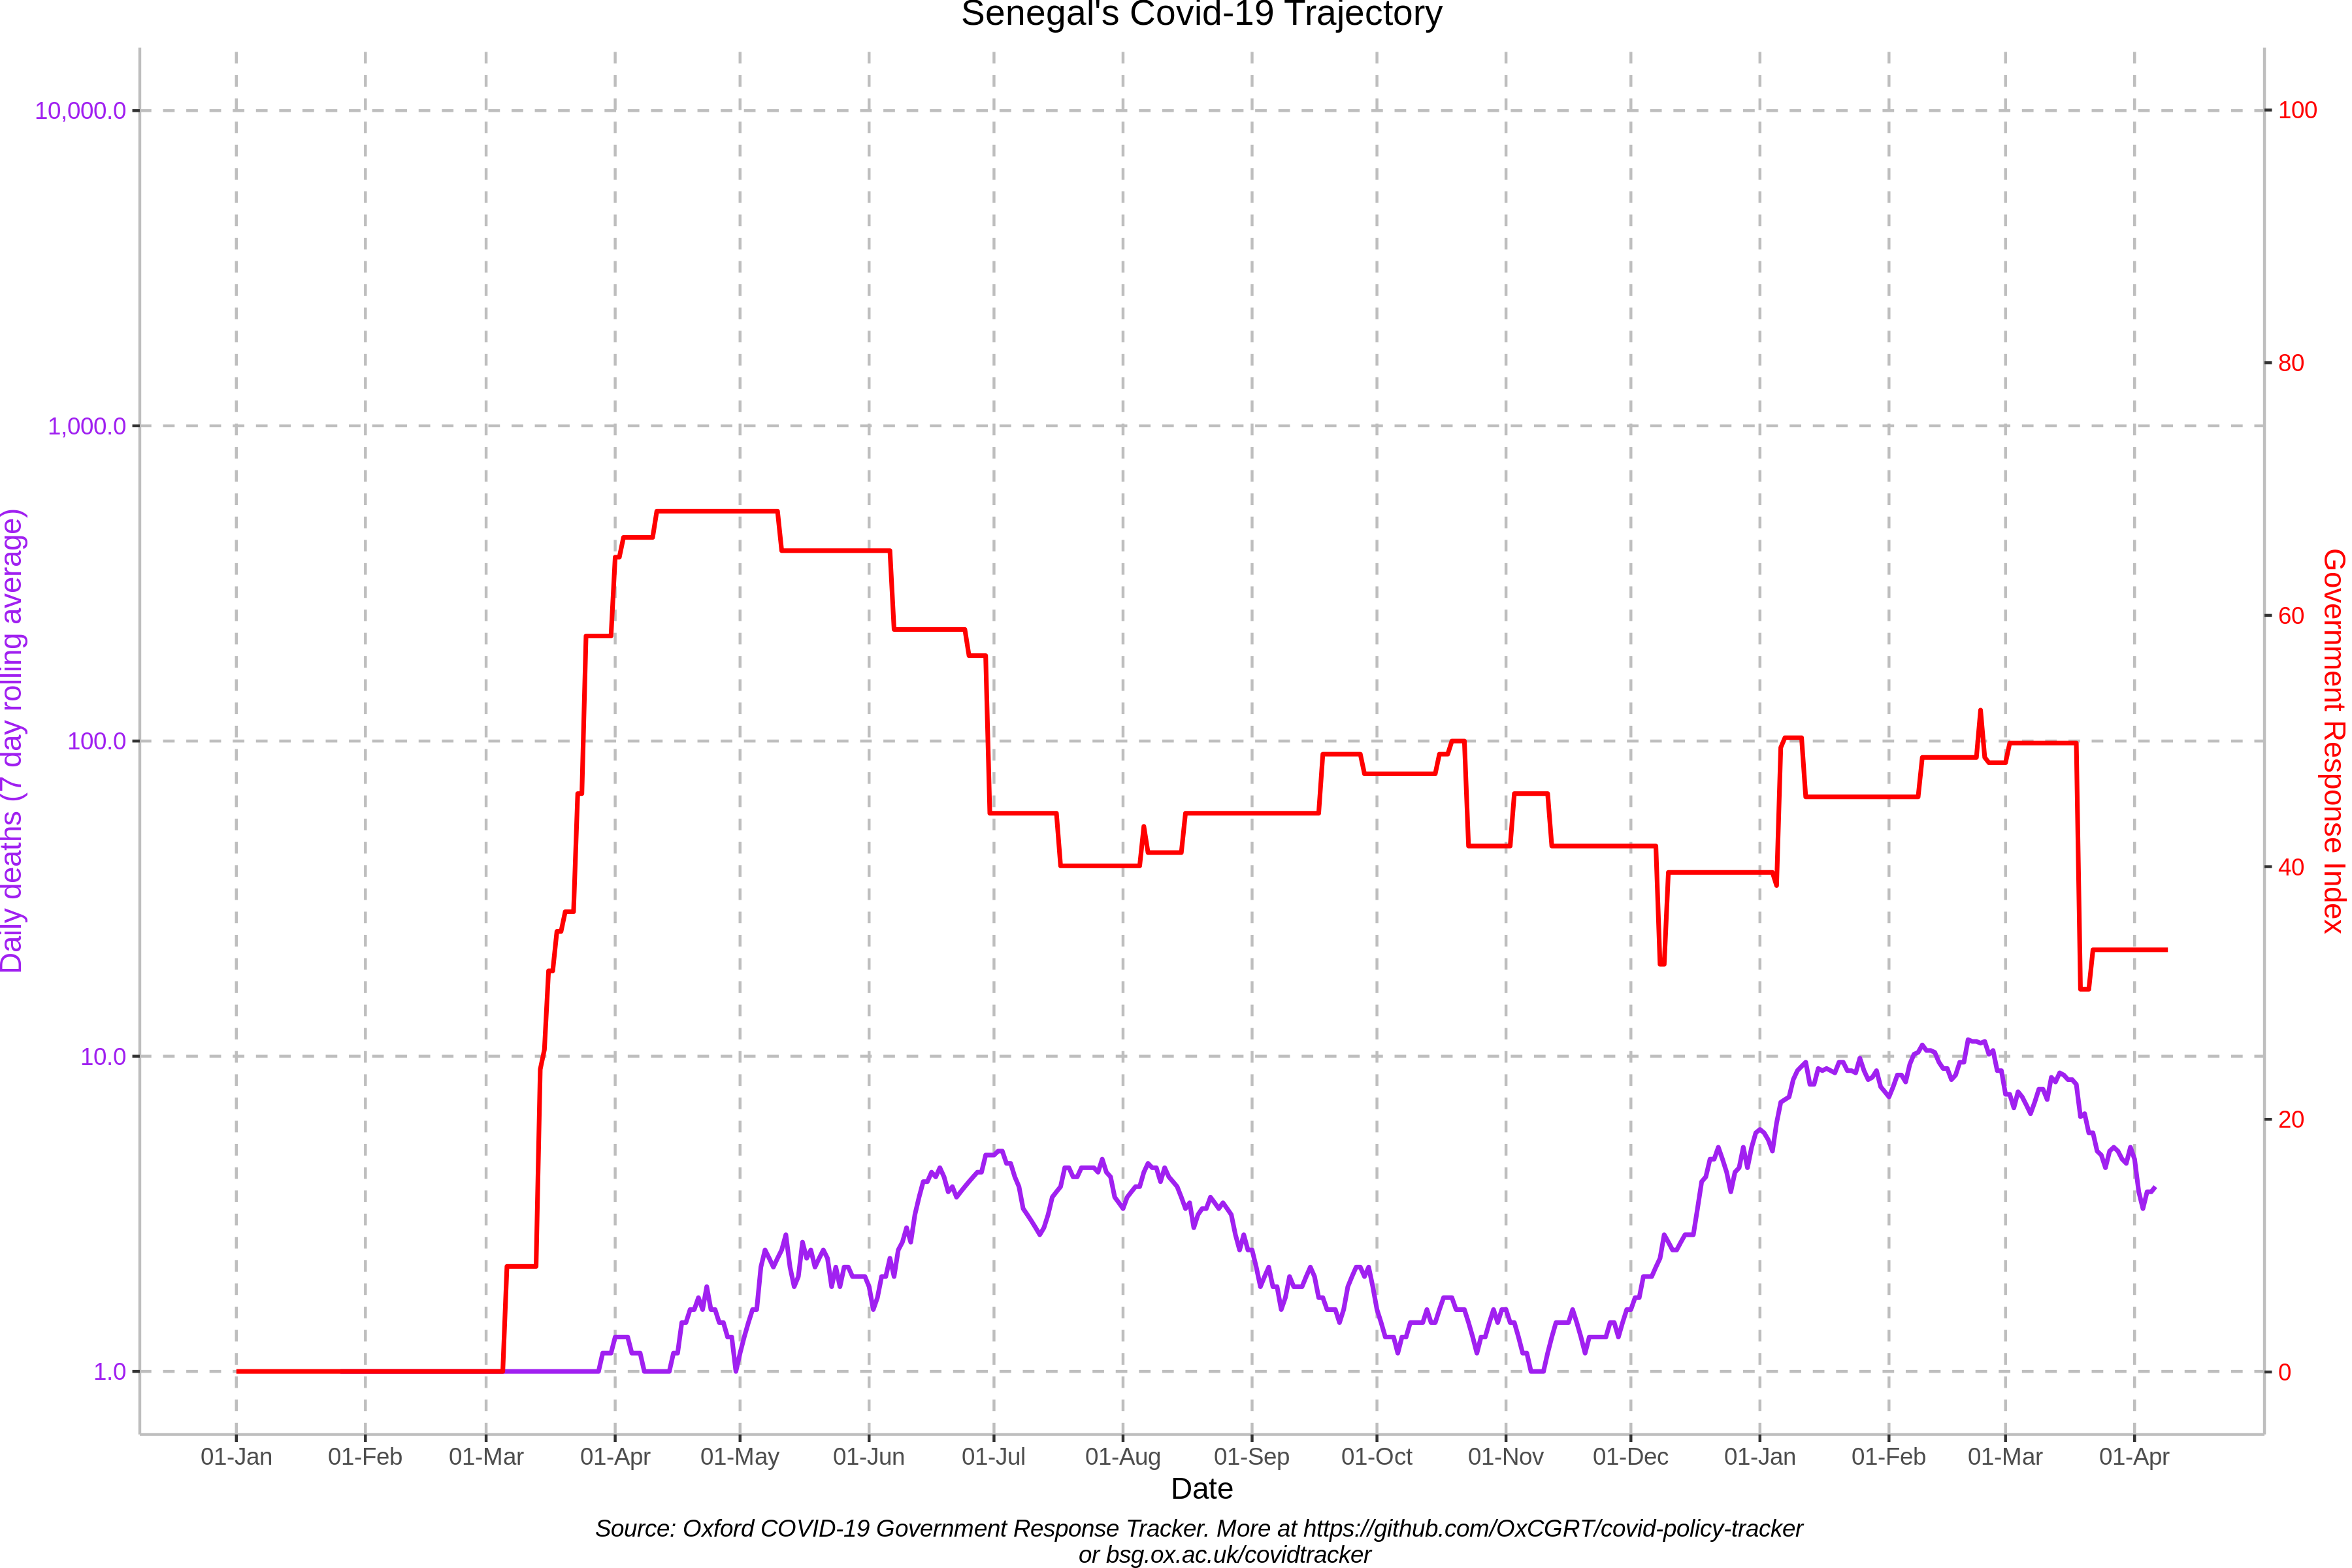 Senegal's Covid-19 Trajectory
10,000.0
1,000.0
100.0
10.0
1.0
Daily deaths (7 day rolling average)
100
80
60
40
20
0
Government Response Index
01-Jan 01-Feb 01-Mar 01-Apr 01-May 01-Jun 01-Jul 01-Aug 01-Sep 01-Oct 01-Nov 01-Dec 01-Jan 01-Feb 01-Mar 01-Apr
Date
Source: Oxford COVID-19 Government Response Tracker. More at https://github.com/OxCGRT/covid-policy-tracker
or bsg.ox.ac.uk/covidtracker